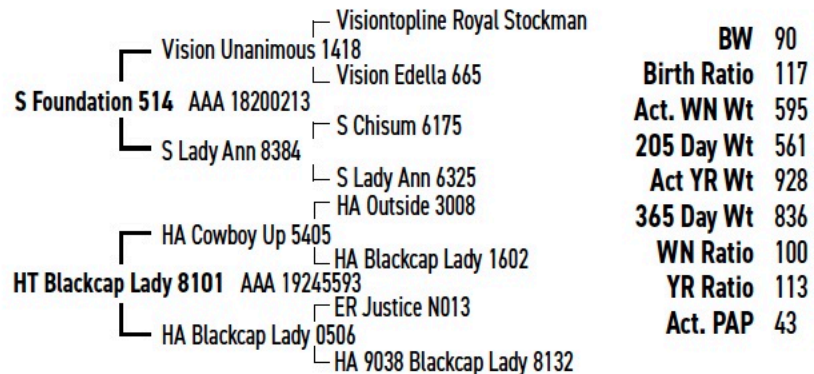 Visiontopline Royal Stockman
Vision Unanimous 1418
Vision Edella 665
S Foundation 514 AAA 18200213
S Chisum 6175
S Lady Ann 8384
S Lady Ann 6325
HA Outside 3008
HA Cowboy Up 5405
HA Blackcap Lady 1602
HT Blackcap Lady 8101 AAA 19245593
ER Justice N013
HA Blackcap Lady 0506
HA 9038 Blackcap Lady 8132
BW 90
Birth Ratio 117
Act. WN Wt 595
205 Day Wt 561
Act YR Wt 928
365 Day Wt 836
WN Ratio 100
YR Ratio 113
Act. PAP 43